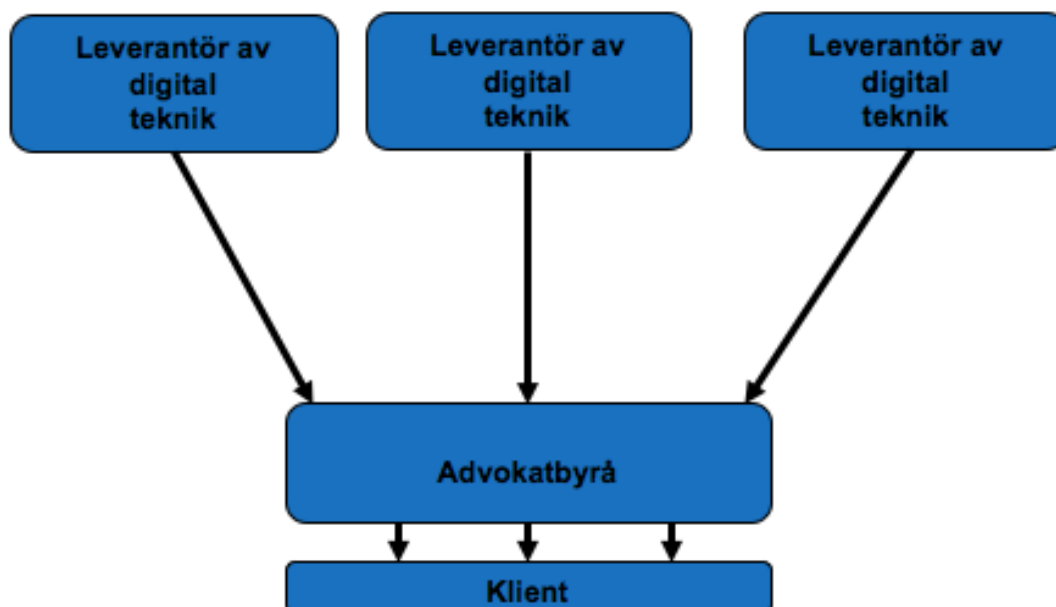 Leverantör av
digital
teknik
Leverantör av
digital
teknik
Leverantör av
digital
teknik
Advokatbyrå
Klient